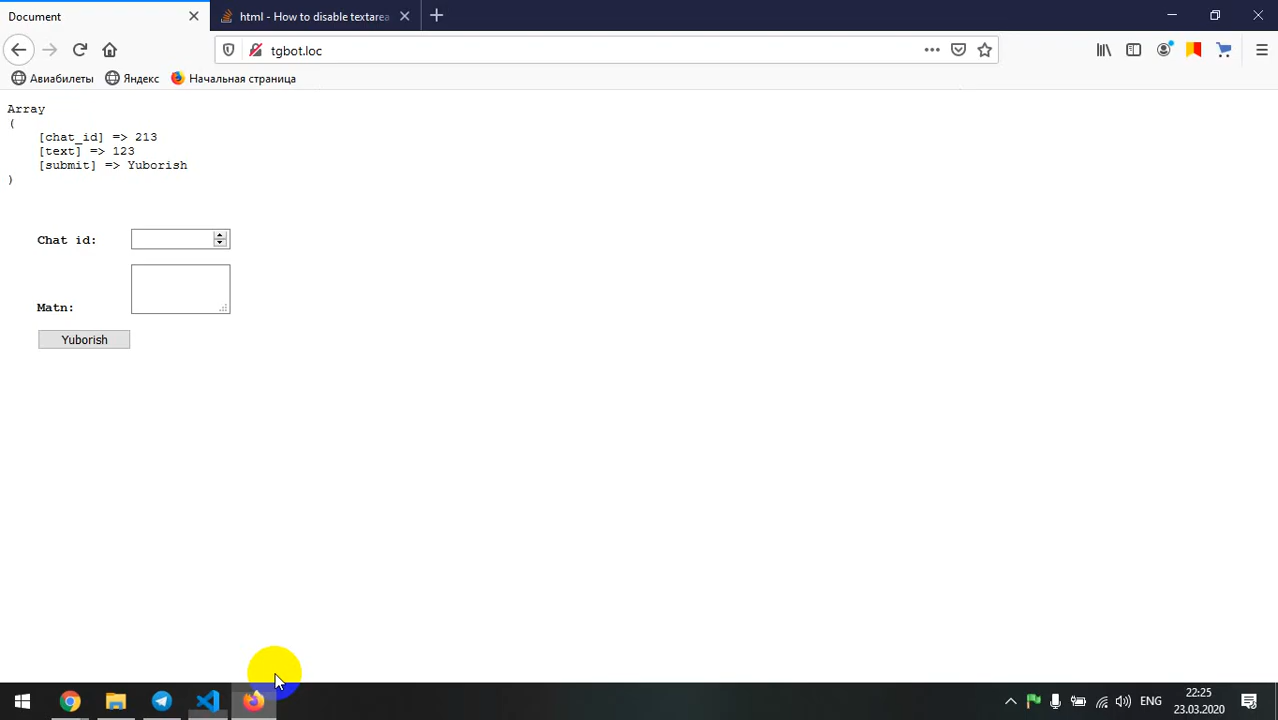 Document
html - How to disable textarea
tgbot.loc
Авиабилеты
Яндекс
Начальная страница
Array
(
[chat_id] => 213
[text] => 123
[submit] => Yuborish
)
Chat id:
Matn:
Yuborish
ENG
22:25
23.03.2020